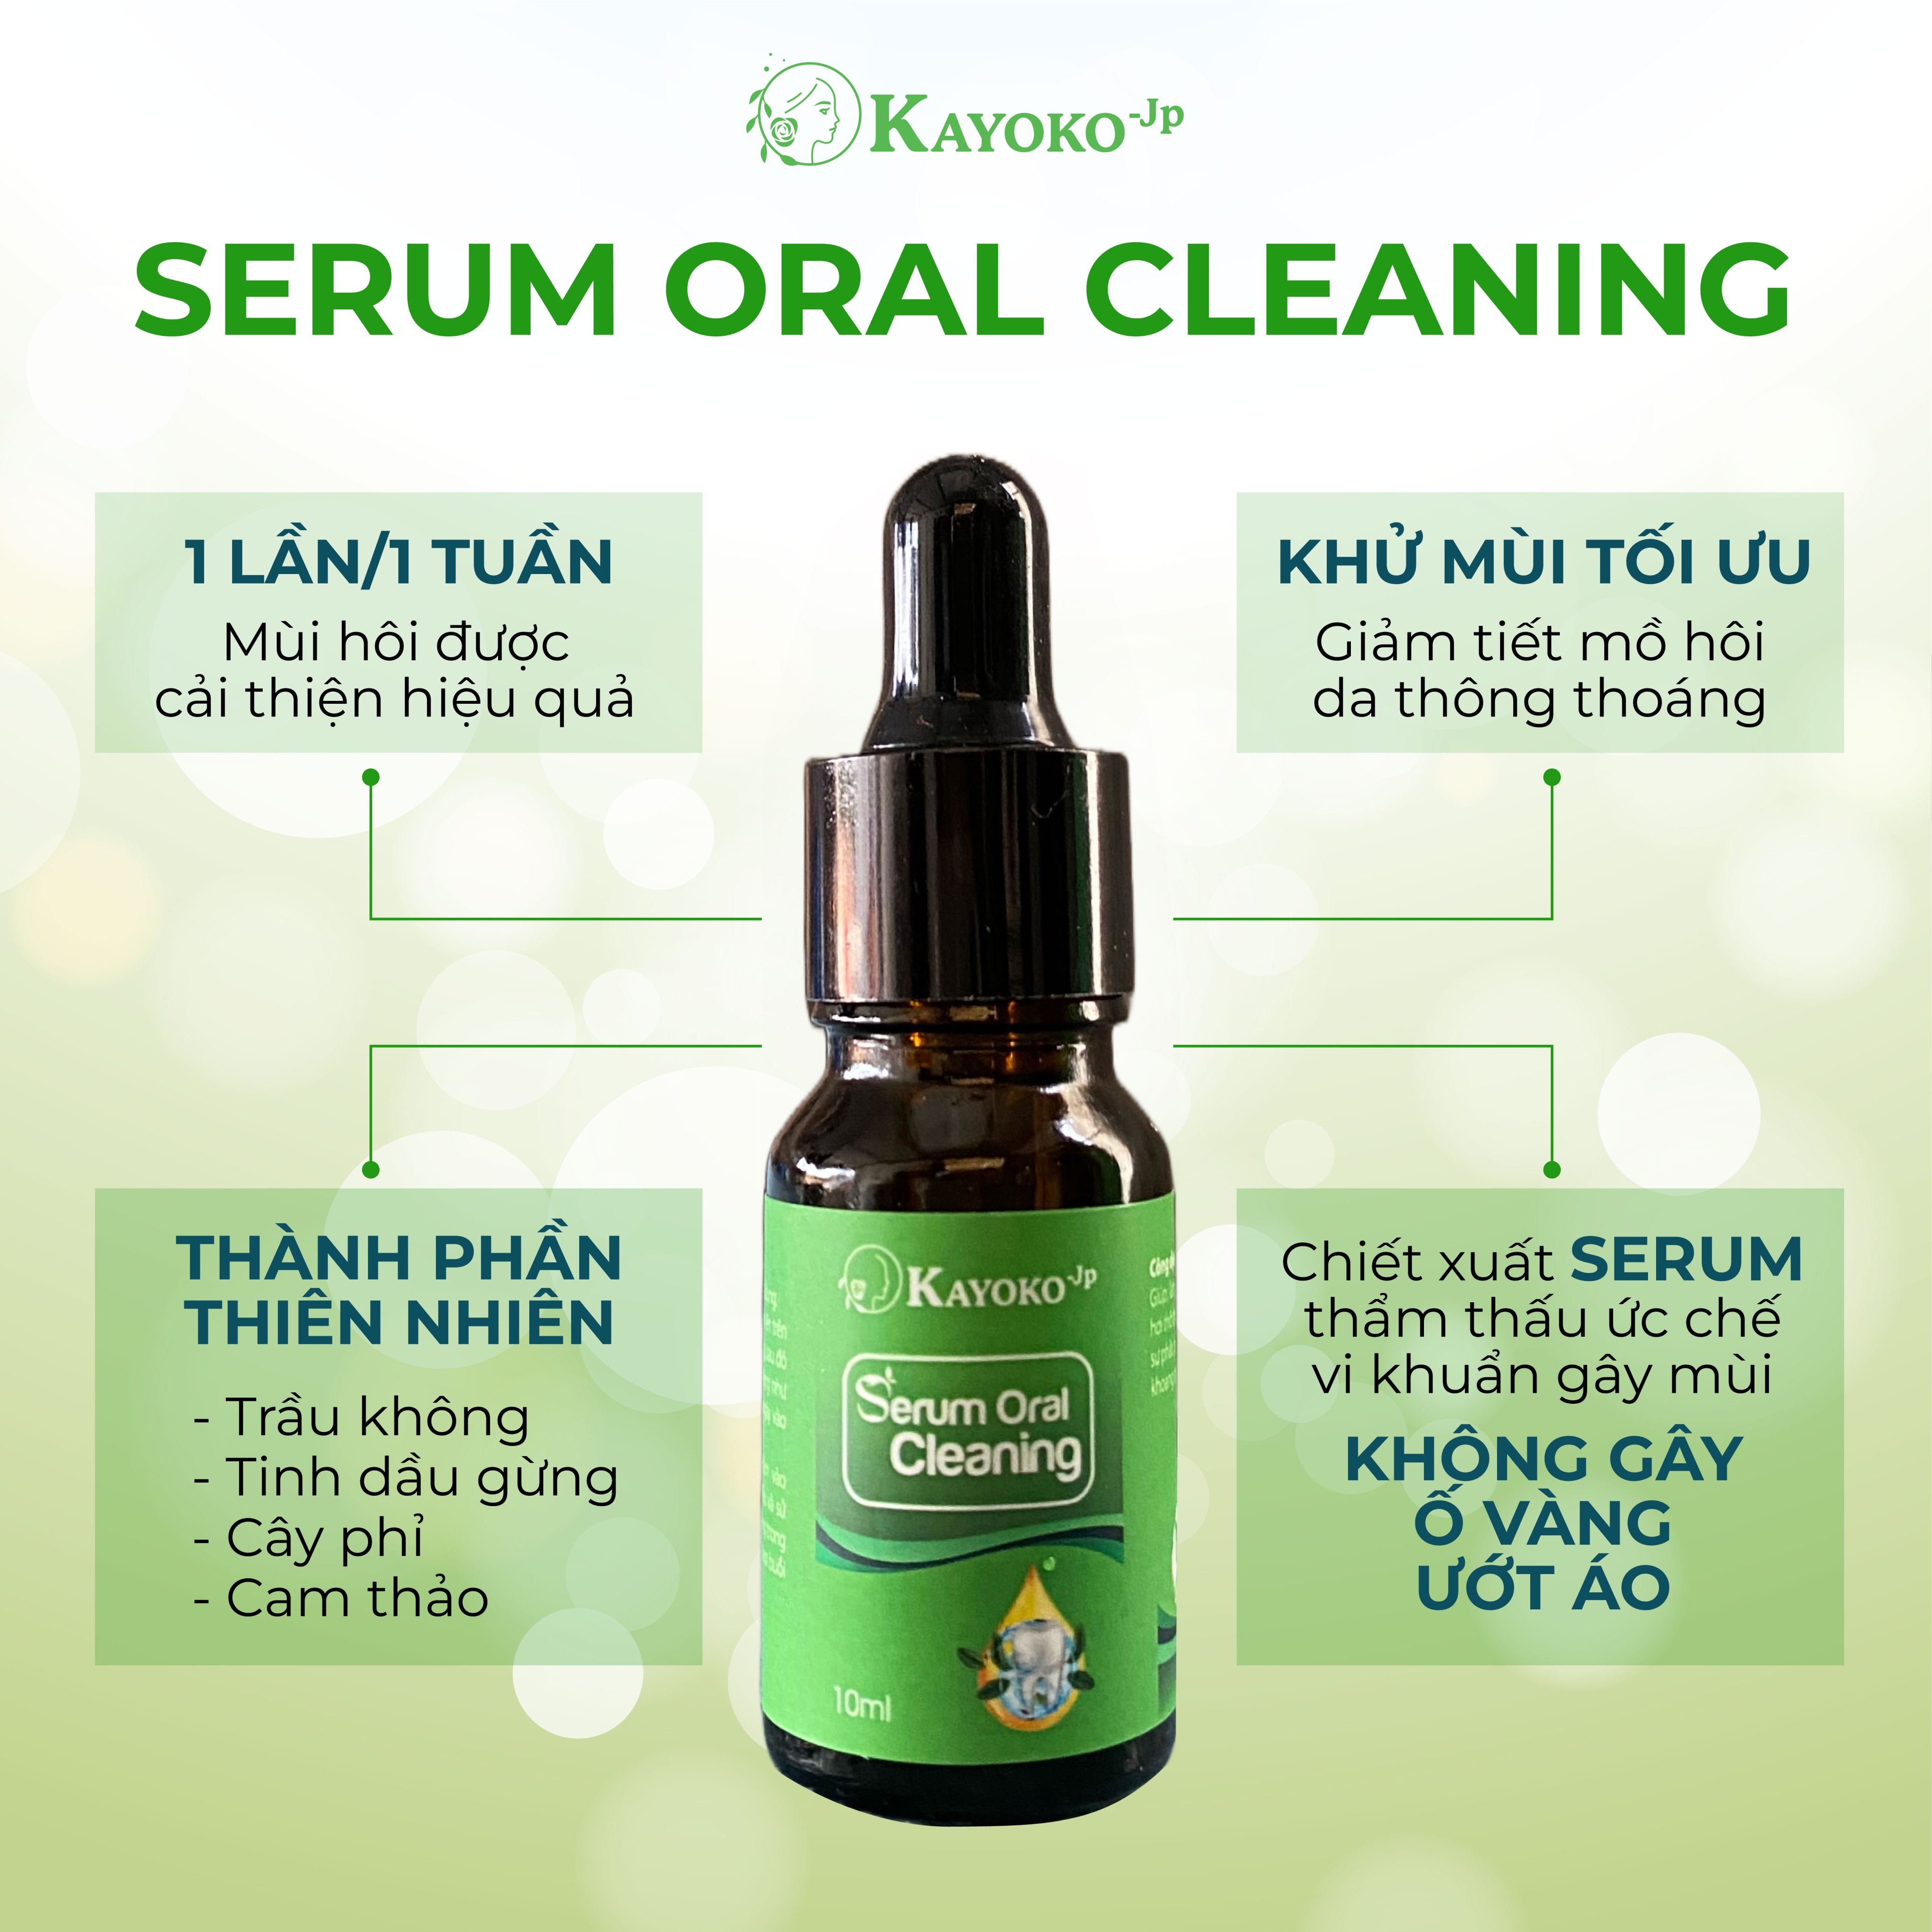 KAYOKO-Jp
SERUM ORAL CLEANING
1 LẦN/1 TUẦN
Mùi hôi được
cải thiện hiệu quả
KHỬ MÙI TỐI ƯU
Giảm tiết mồ hôi
da thông thoáng
THÀNH PHẦN
THIÊN NHIÊN
- Trầu không
- Tinh dầu gừng
- Cây phỉ
- Cam thảo
Chiết xuất SERUM
thẩm thấu ức chế
vi khuẩn gây mùi
KHÔNG GÂY
Ố VÀNG
ƯỚT ÁO
KAYOKO-Jp
Serum Oral
Cleaning
10ml